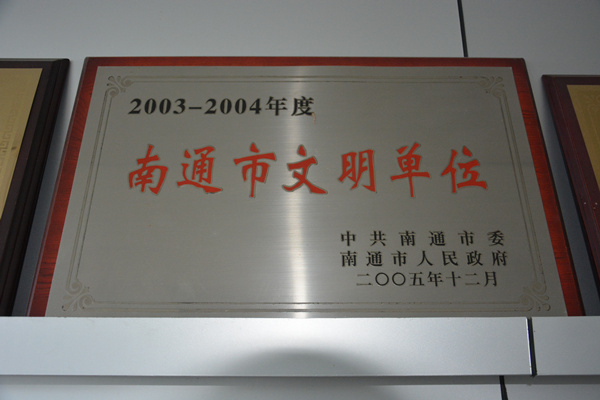 2003-2004年度
南通市文明单位
中共南通市委
南通市人民政府
二〇〇五年十二月